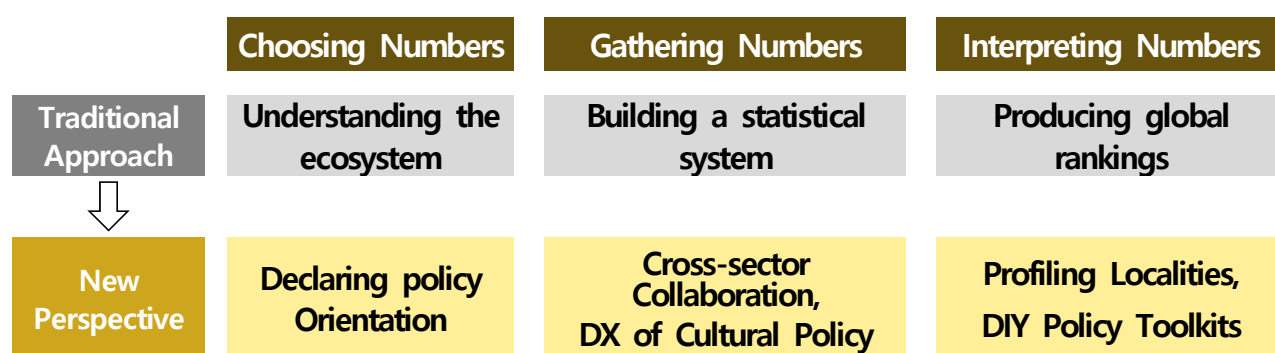 Choosing Numbers
Gathering Numbers
Interpreting Numbers
Traditional
Approach
Understanding the
ecosystem
Building a statistical
system
Producing global
rankings
New
Perspective
Declaring policy
Orientation
Cross-sector
Collaboration,
DX of Cultural Policy
Profiling Localities,
DIY Policy Toolkits